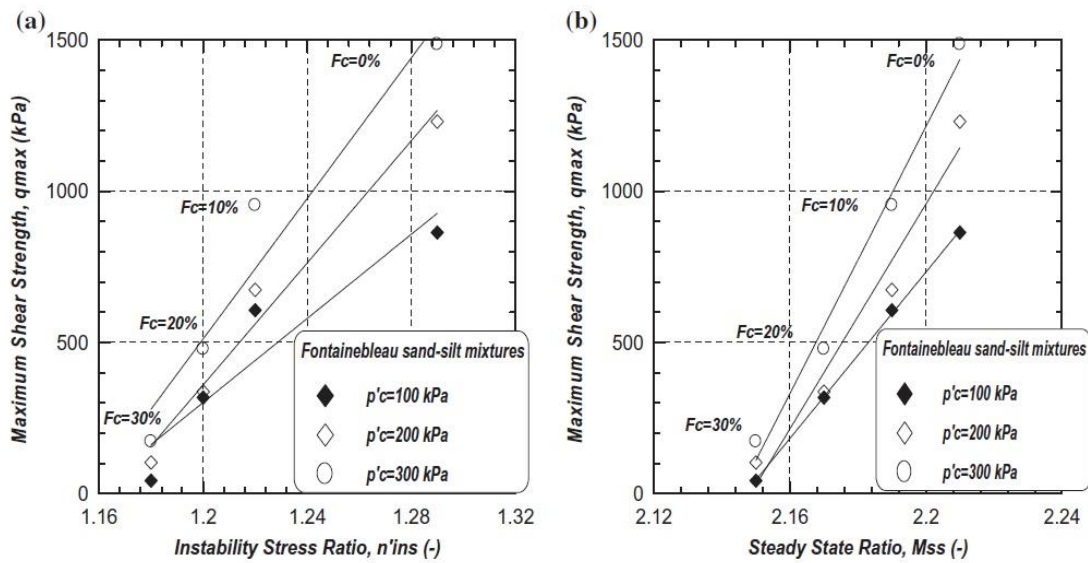 (a)
1500
1000
500
0
Maximum Shear Strength, qmax (kPa)
Fc=0%
Fc=10%
Fc=20%
Fc=30%
Fontainebleau sand-silt mixtures
p'c=100 kPa
p'c=200 kPa
p'c=300 kPa
1.16 1.2 1.24 1.28 1.32
Instability Stress Ratio, n'ins (-)
(b)
1500
1000
500
0
Maximum Shear Strength, qmax (kPa)
Fc=0%
Fc=10%
Fc=20%
Fc=30%
Fontainebleau sand-silt mixtures
p'c=100 kPa
p'c=200 kPa
p'c=300 kPa
2.12 2.16 2.2 2.24
Steady State Ratio, Mss (-)